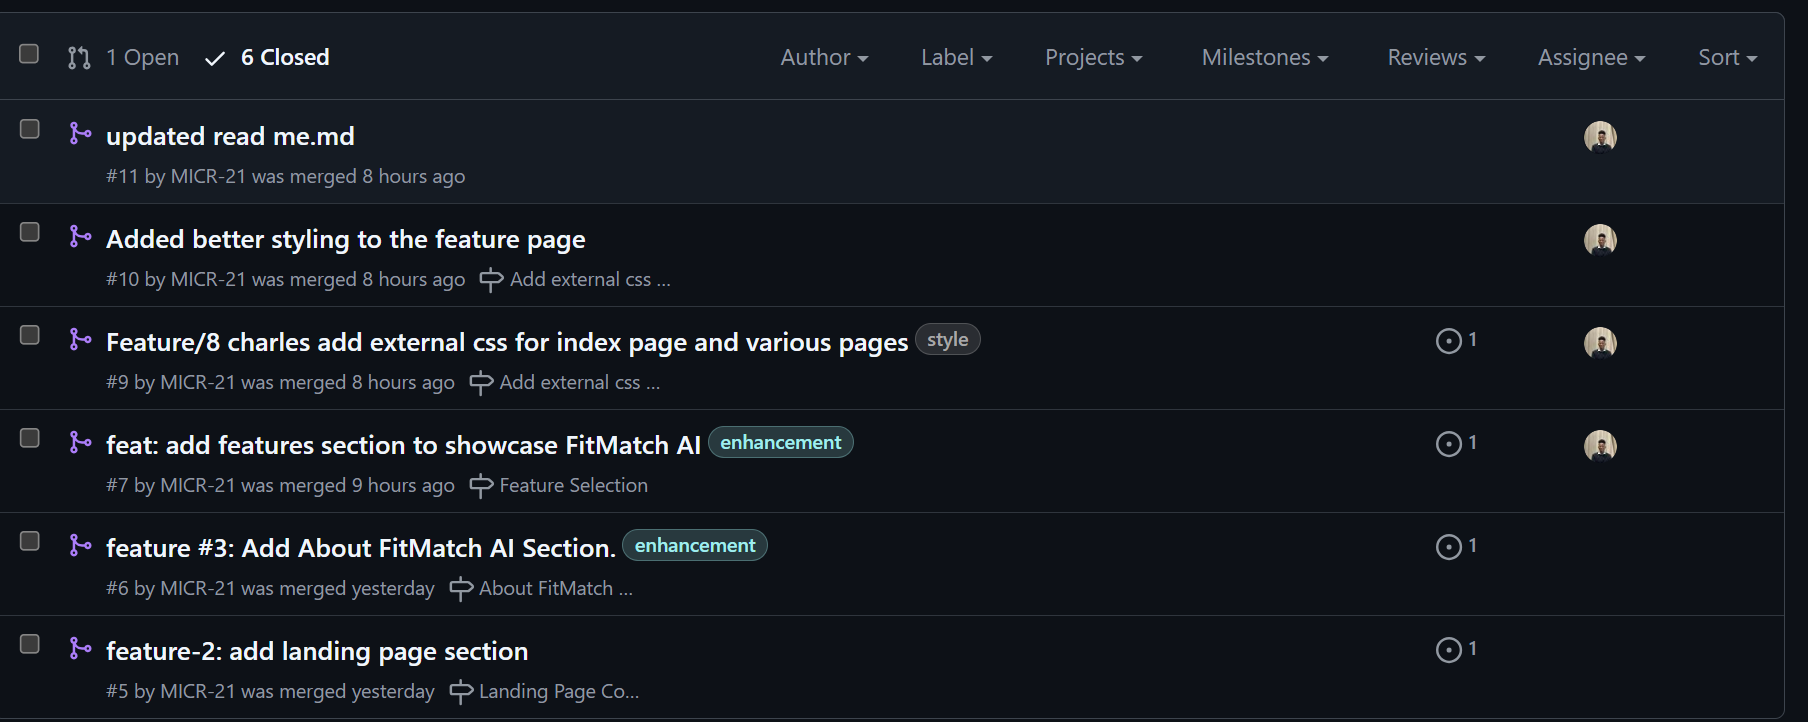 1 Open 6 Closed Author Label Projects Milestones Reviews Assignee Sort
updated read me.md
#11 by MICR-21 was merged 8 hours ago
Added better styling to the feature page
#10 by MICR-21 was merged 8 hours ago Add external css ...
Feature/8 charles add external css for index page and various pages style 1
#9 by MICR-21 was merged 8 hours ago Add external css ...
feat: add features section to showcase FitMatch AI enhancement 1
#7 by MICR-21 was merged 9 hours ago Feature Selection
feature #3: Add About FitMatch AI Section. enhancement 1
#6 by MICR-21 was merged yesterday About FitMatch ...
feature-2: add landing page section 1
#5 by MICR-21 was merged yesterday Landing Page Co...